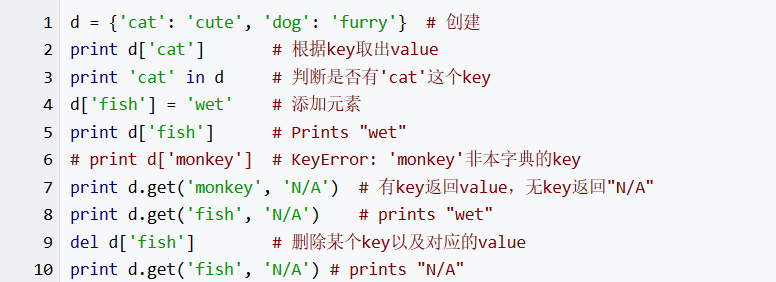 1 d = {'cat': 'cute', 'dog': 'furry'}  # 创建
2 print d['cat']       # 根据key取出value
3 print 'cat' in d     # 判断是否有'cat'这个key
4 d['fish'] = 'wet'    # 添加元素
5 print d['fish']      # Prints "wet"
6 # print d['monkey']  # KeyError: 'monkey'非本字典的key
7 print d.get('monkey', 'N/A')  # 有key返回value，无key返回"N/A"
8 print d.get('fish', 'N/A')    # prints "wet"
9 del d['fish']        # 删除某个key以及对应的value
10 print d.get('fish', 'N/A') # prints "N/A"